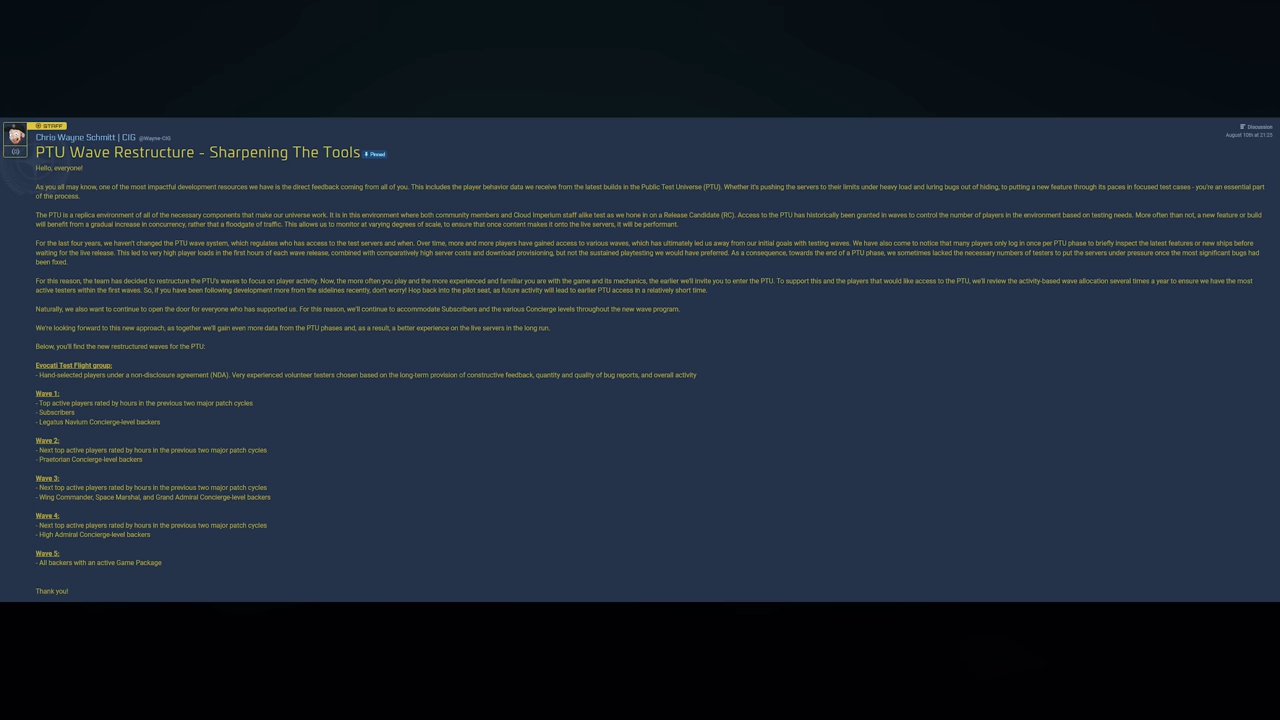 STAFF
Chris Wayne Schmitt | CIG @Wayne-CIG
Discussion
August 10th at 21:25
PTU Wave Restructure - Sharpening The Tools Pinned
Hello, everyone!
As you all may know, one of the most impactful development resources we have is the direct feedback coming from all of you. This includes the player behavior data we receive from the latest builds in the Public Test Universe (PTU). Whether it's pushing the servers to their limits under heavy load and luring bugs out of hiding, to putting a new feature through its paces in focused test cases - you're an essential part
of the process.
The PTU is a replica environment of all of the necessary components that make our universe work. It is in this environment where both community members and Cloud Imperium staff alike test as we hone in on a Release Candidate (RC). Access to the PTU has historically been granted in waves to control the number of players in the environment based on testing needs. More often than not, a new feature or build
will benefit from a gradual increase in concurrency, rather that a floodgate of traffic. This allows us to monitor at varying degrees of scale, to ensure that once content makes it onto the live servers, it will be performant.
For the last four years, we haven't changed the PTU wave system, which regulates who has access to the test servers and when. Over time, more and more players have gained access to various waves, which has ultimately led us away from our initial goals with testing waves. We have also come to notice that many players only log in once per PTU phase to briefly inspect the latest features or new ships before
waiting for the live release. This led to very high player loads in the first hours of each wave release, combined with comparatively high server costs and download provisioning, but not the sustained playtesting we would have preferred. As a consequence, towards the end of a PTU phase, we sometimes lacked the necessary numbers of testers to put the servers under pressure once the most significant bugs had
been fixed.
For this reason, the team has decided to restructure the PTU's waves to focus on player activity. Now, the more often you play and the more experienced and familiar you are with the game and its mechanics, the earlier we'll invite you to enter the PTU. To support this and the players that would like access to the PTU, we'll review the activity-based wave allocation several times a year to ensure we have the most
active testers within the first waves. So, if you have been following development more from the sidelines recently, don't worry! Hop back into the pilot seat, as future activity will lead to earlier PTU access in a relatively short time.
Naturally, we also want to continue to open the door for everyone who has supported us. For this reason, we'll continue to accommodate Subscribers and the various Concierge levels throughout the new wave program.
We're looking forward to this new approach, as together we'll gain even more data from the PTU phases and, as a result, a better experience on the live servers in the long run.
Below, you'll find the new restructured waves for the PTU:
Evocati Test Flight group:
- Hand-selected players under a non-disclosure agreement (NDA). Very experienced volunteer testers chosen based on the long-term provision of constructive feedback, quantity and quality of bug reports, and overall activity
Wave 1:
- Top active players rated by hours in the previous two major patch cycles
- Subscribers
- Legatus Navium Concierge-level backers
Wave 2:
- Next top active players rated by hours in the previous two major patch cycles
- Praetorian Concierge-level backers
Wave 3:
- Next top active players rated by hours in the previous two major patch cycles
- Wing Commander, Space Marshal, and Grand Admiral Concierge-level backers
Wave 4:
- Next top active players rated by hours in the previous two major patch cycles
- High Admiral Concierge-level backers
Wave 5:
- All backers with an active Game Package
Thank you!